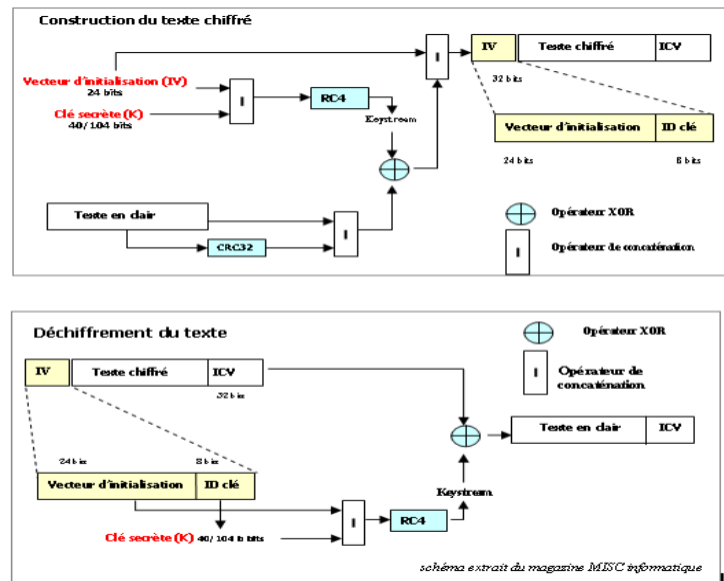 Construction du texte chiffré
IV
Texte chiffré
ICV
Vecteur d'initialisation (IV)
24 bits
32 bits
Clé secrète (K)
40/104 bits
I
RC4
I
Keystream
Vecteur d'initialisation
ID clé
24 bits
8 bits
Texte en clair
CRC32
I
Opérateur XOR
I
Opérateur de concaténation
Déchiffrement du texte
Opérateur XOR
IV
Texte chiffré
ICV
I
Opérateur de
concaténation
32 bits
Texte en clair
ICV
24 bits
8 bits
Vecteur d'initialisation
ID clé
Keystream
I
RC4
Clé secrète (K) 40/104 b bits
schéma extrait du magazine MISC informatique